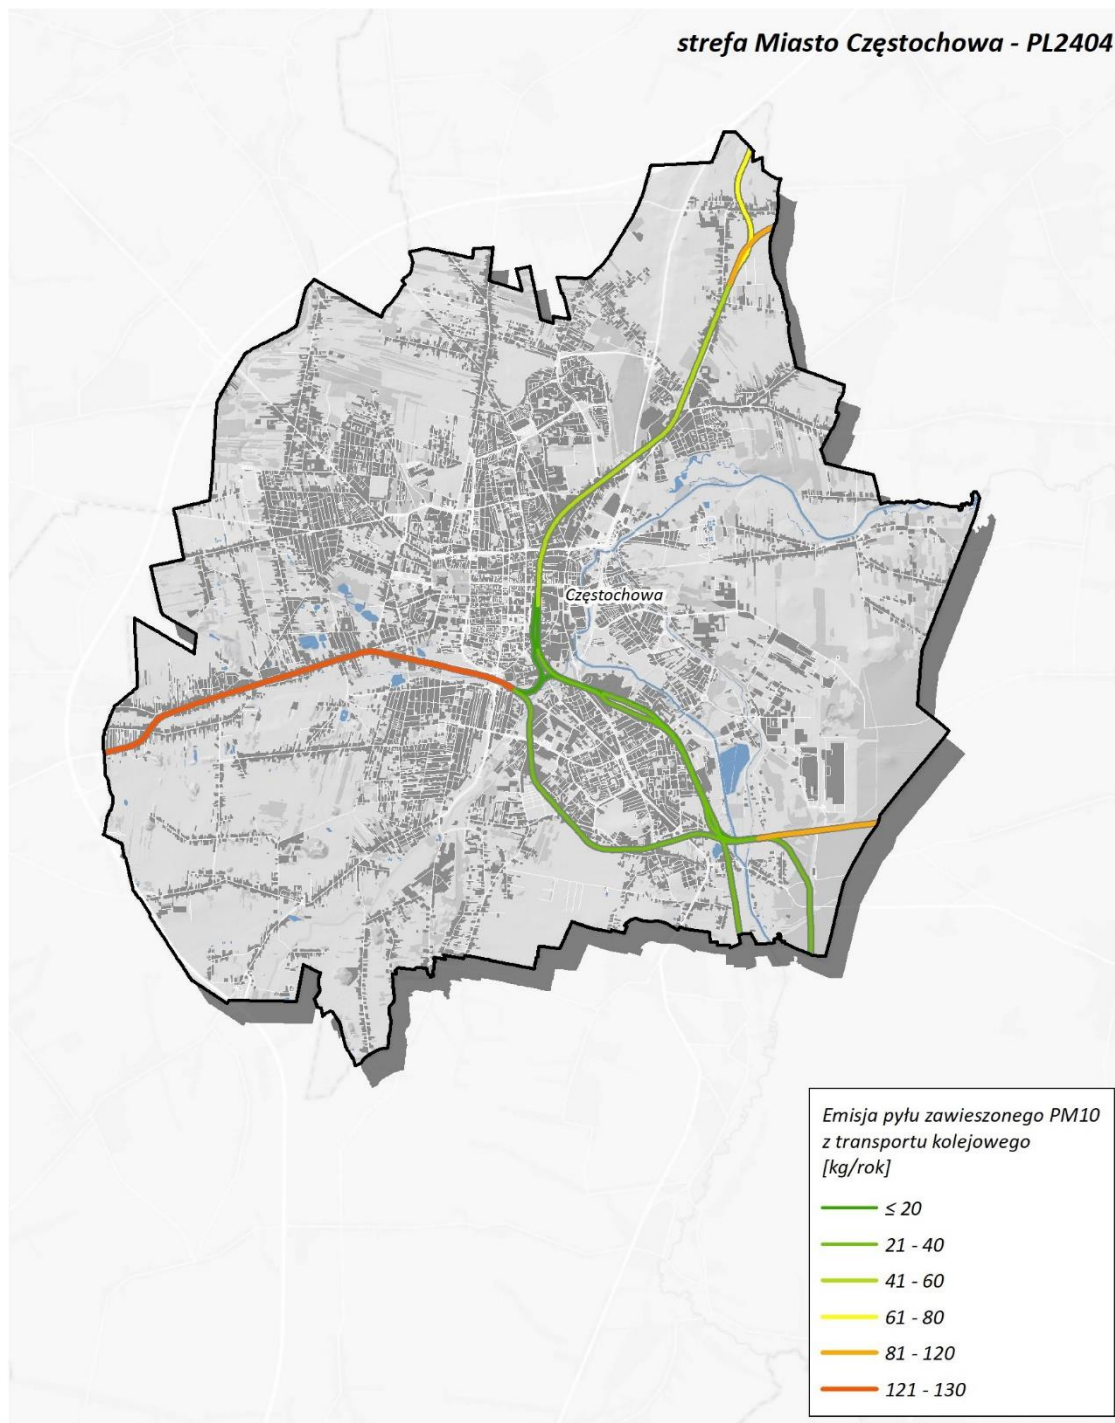 strefa Miasto Częstochowa - PL2404
Częstochowa
Emisja pyłu zawieszonego PM10
z transportu kolejowego
[kg/rok]
≤ 20
21 - 40
41 - 60
61 - 80
81 - 120
121 - 130